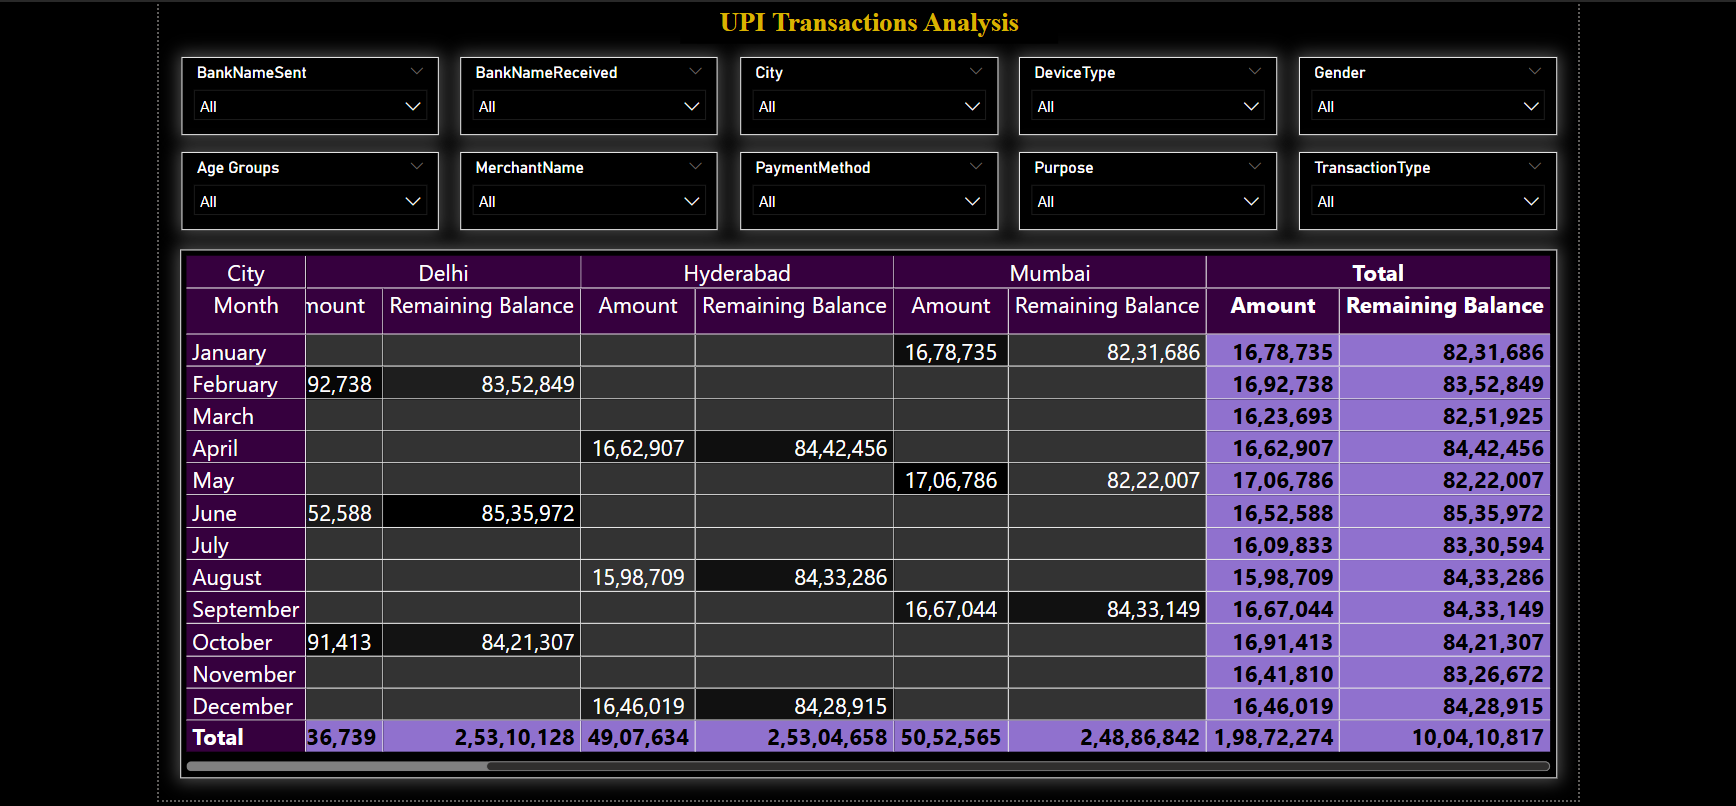 UPI Transactions Analysis
BankNameSent BankNameReceived City DeviceType Gender
All All All All All
Age Groups MerchantName PaymentMethod Purpose TransactionType
All All All All All
City Delhi Hyderabad Mumbai Total
Month mount Remaining Balance Amount Remaining Balance Amount Remaining Balance Amount Remaining Balance
January 16,78,735 82,31,686 16,78,735 82,31,686
February 92,738 83,52,849 16,92,738 83,52,849
March 16,23,693 82,51,925
April 16,62,907 84,42,456 16,62,907 84,42,456
May 17,06,786 82,22,007 17,06,786 82,22,007
June 52,588 85,35,972 16,52,588 85,35,972
July 16,09,833 83,30,594
August 15,98,709 84,33,286 15,98,709 84,33,286
September 16,67,044 84,33,149 16,67,044 84,33,149
October 91,413 84,21,307 16,91,413 84,21,307
November 16,41,810 83,26,672
December 16,46,019 84,28,915 16,46,019 84,28,915
Total 36,739 2,53,10,128 49,07,634 2,53,04,658 50,52,565 2,48,86,842 1,98,72,274 10,04,10,817